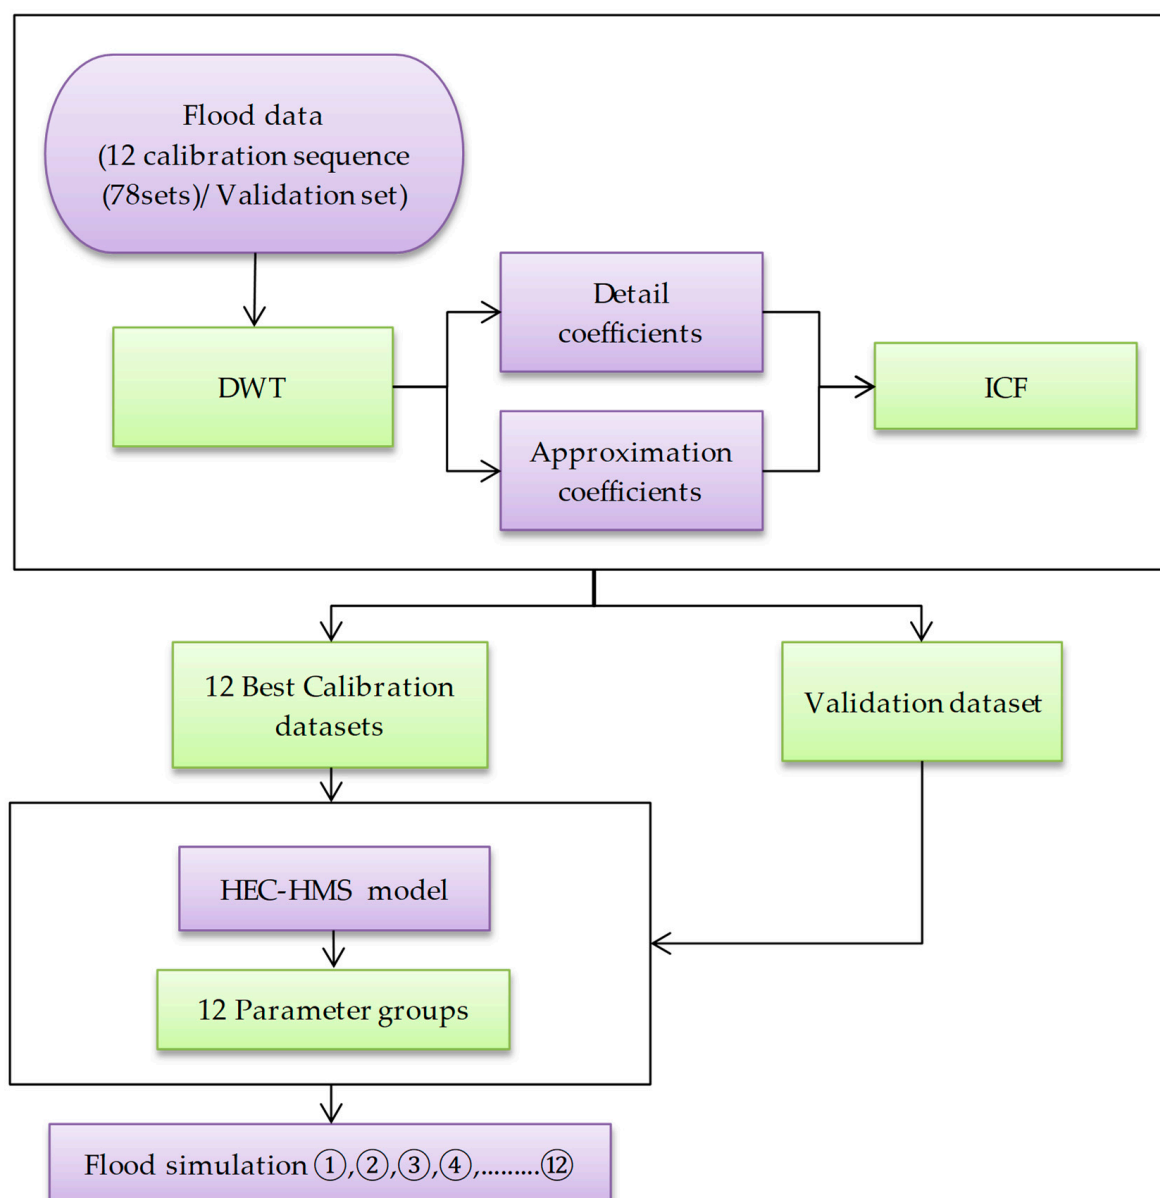 Flood data
(12 calibration sequence
(78sets)/ Validation set)
Detail
coefficients
DWT
ICF
Approximation
coefficients
12 Best Calibration
datasets
Validation dataset
HEC-HMS model
12 Parameter groups
Flood simulation ①,②,③,④,.........⑫